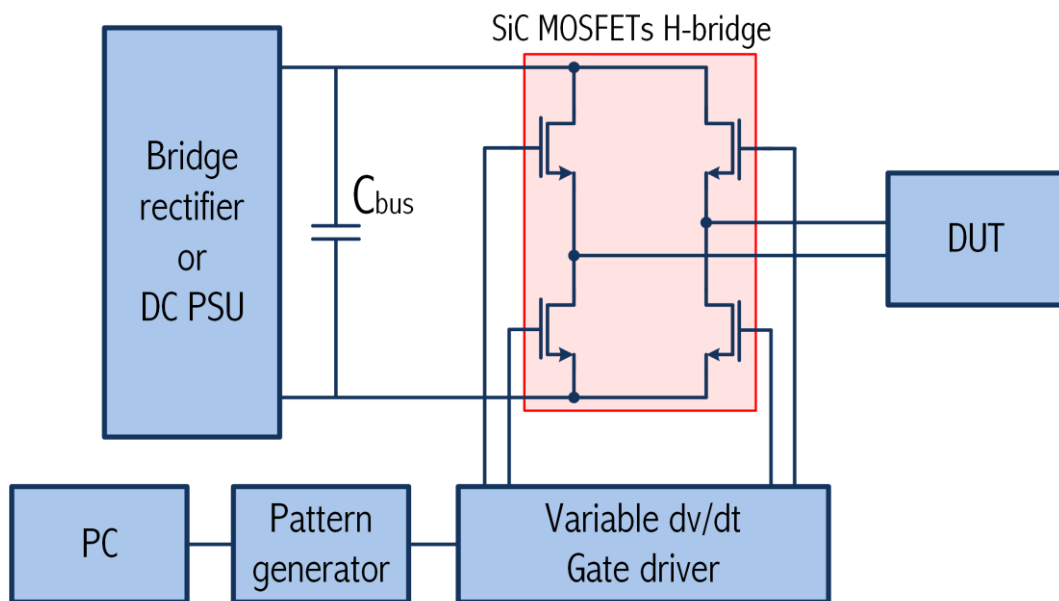 SiC MOSFETs H-bridge
Bridge
rectifier
or
DC PSU
Cbus
DUT
PC
Pattern
generator
Variable dv/dt
Gate driver